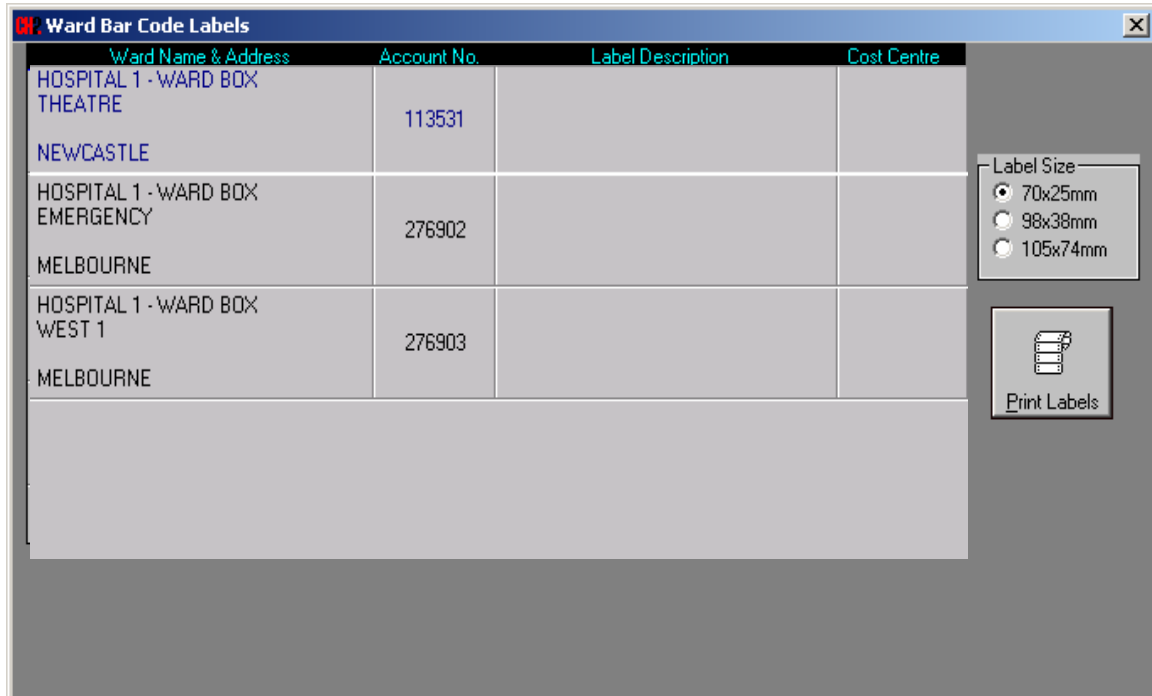 CHP. Ward Bar Code Labels
Ward Name & Address Account No. Label Description Cost Centre
HOSPITAL 1 - WARD BOX
THEATRE
113531
NEWCASTLE
HOSPITAL 1 - WARD BOX
EMERGENCY
276902
MELBOURNE
HOSPITAL 1 - WARD BOX
WEST 1
276903
MELBOURNE
Label Size
70x25mm
98x38mm
105x74mm
Print Labels